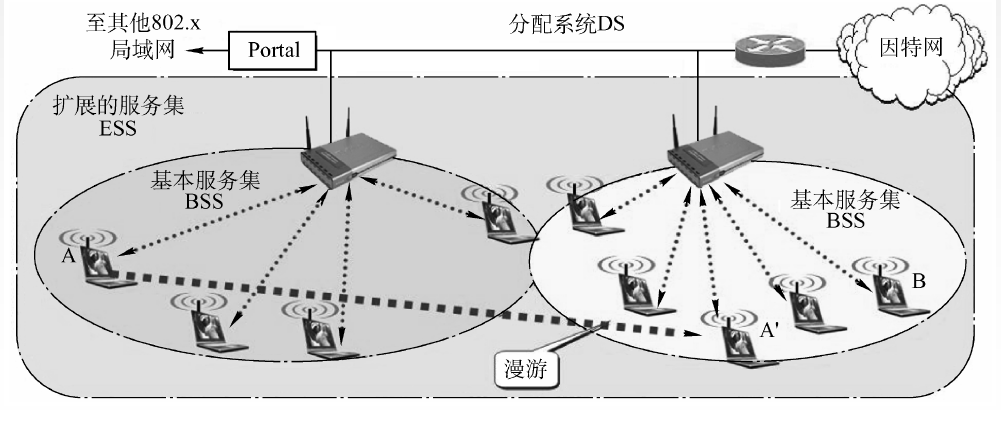 至其他802.x
局域网
Portal
分配系统DS
因特网
扩展的服务集
ESS
基本服务集
BSS
基本服务集
BSS
A
B
A'
漫游